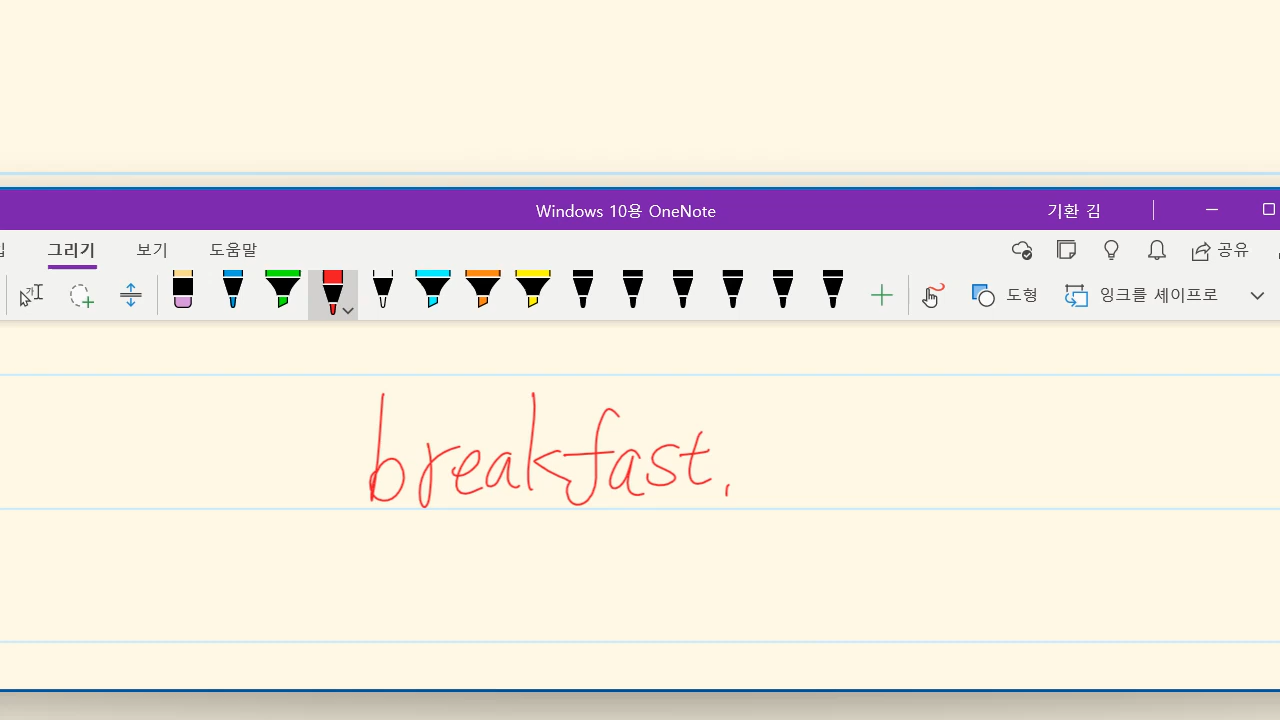 Windows 10용 OneNote 기환 김
그리기 보기 도움말 공유
도형 잉크를 셰이프로
breakfast.